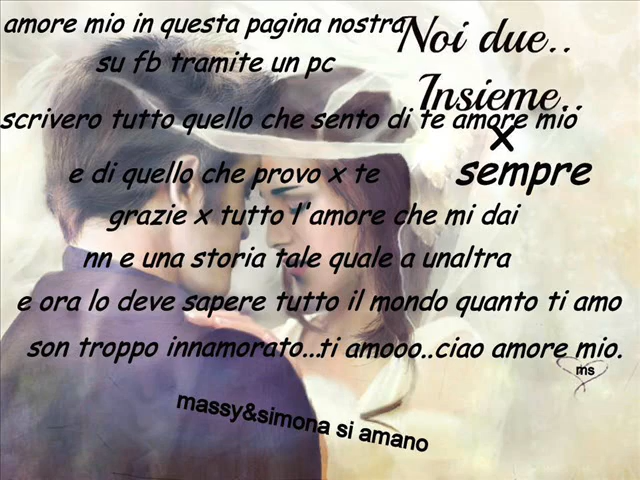 amore mio in questa pagina nostra
su fb tramite un pc
Noi due..
Insieme..
x
sempre
scrivero tutto quello che sento di te amore mio
e di quello che provo x te
grazie x tutto l'amore che mi dai
nn e una storia tale quale a unaltra
e ora lo deve sapere tutto il mondo quanto ti amo
son troppo innamorato...ti amooo..ciao amore mio.
ms
massy&simona si amano